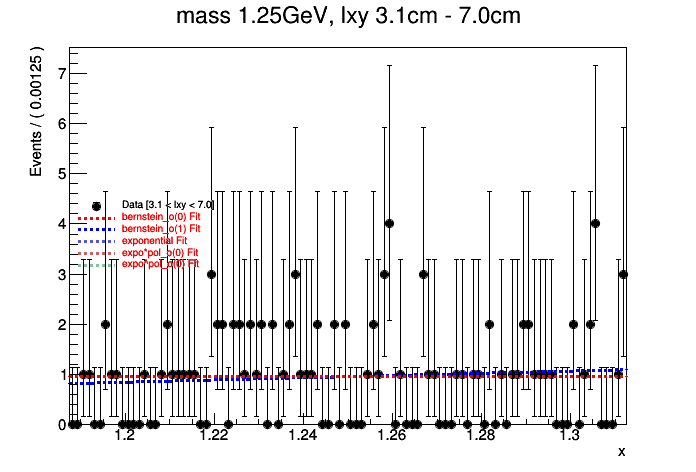 mass 1.25GeV, lxy 3.1cm - 7.0cm
Events / ( 0.00125 )
7
6
5
4
3
2
1
0
Data [3.1 < lxy < 7.0]
bernstein_o(0) Fit
bernstein_o(1) Fit
exponential Fit
expo*pol_o(0) Fit
expo*pol_o(0) Fit
1.2 1.22 1.24 1.26 1.28 1.3
x